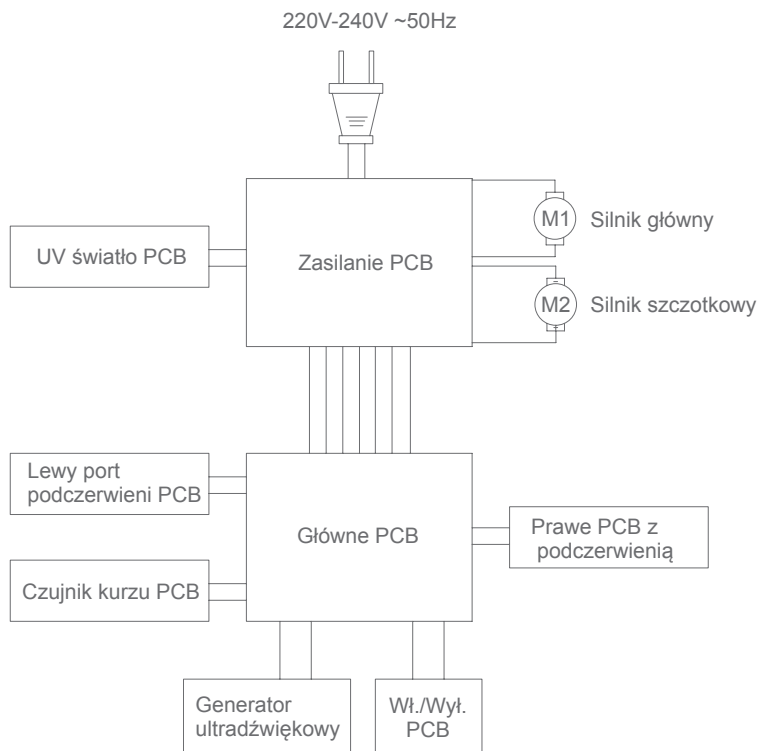 220V-240V ~50Hz
M1
Silnik główny
UV światło PCB
Zasilanie PCB
M2
Silnik szczotkowy
Lewy port
podczerwieni PCB
Główne PCB
Prawe PCB z
podczerwienią
Czujnik kurzu PCB
Generator
ultradźwiękowy
Wł./Wył.
PCB